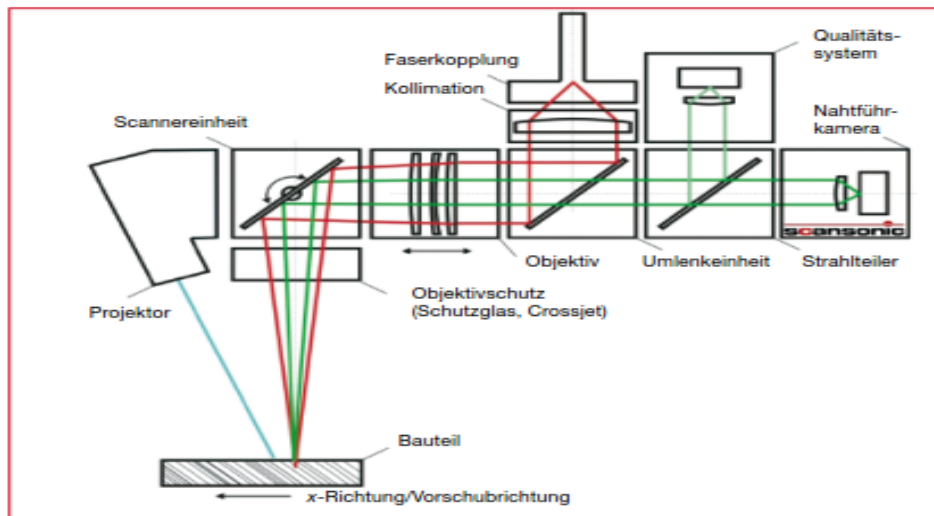 Qualitäts-
system
Faserkopplung
Kollimation
Nahtführ-
kamera
Scannereinheit
scansonic
Objektiv
Umlenkeinheit
Strahlteiler
Projektor
Objektivschutz
(Schutzglas, Crossjet)
Bauteil
x-Richtung/Vorschubrichtung